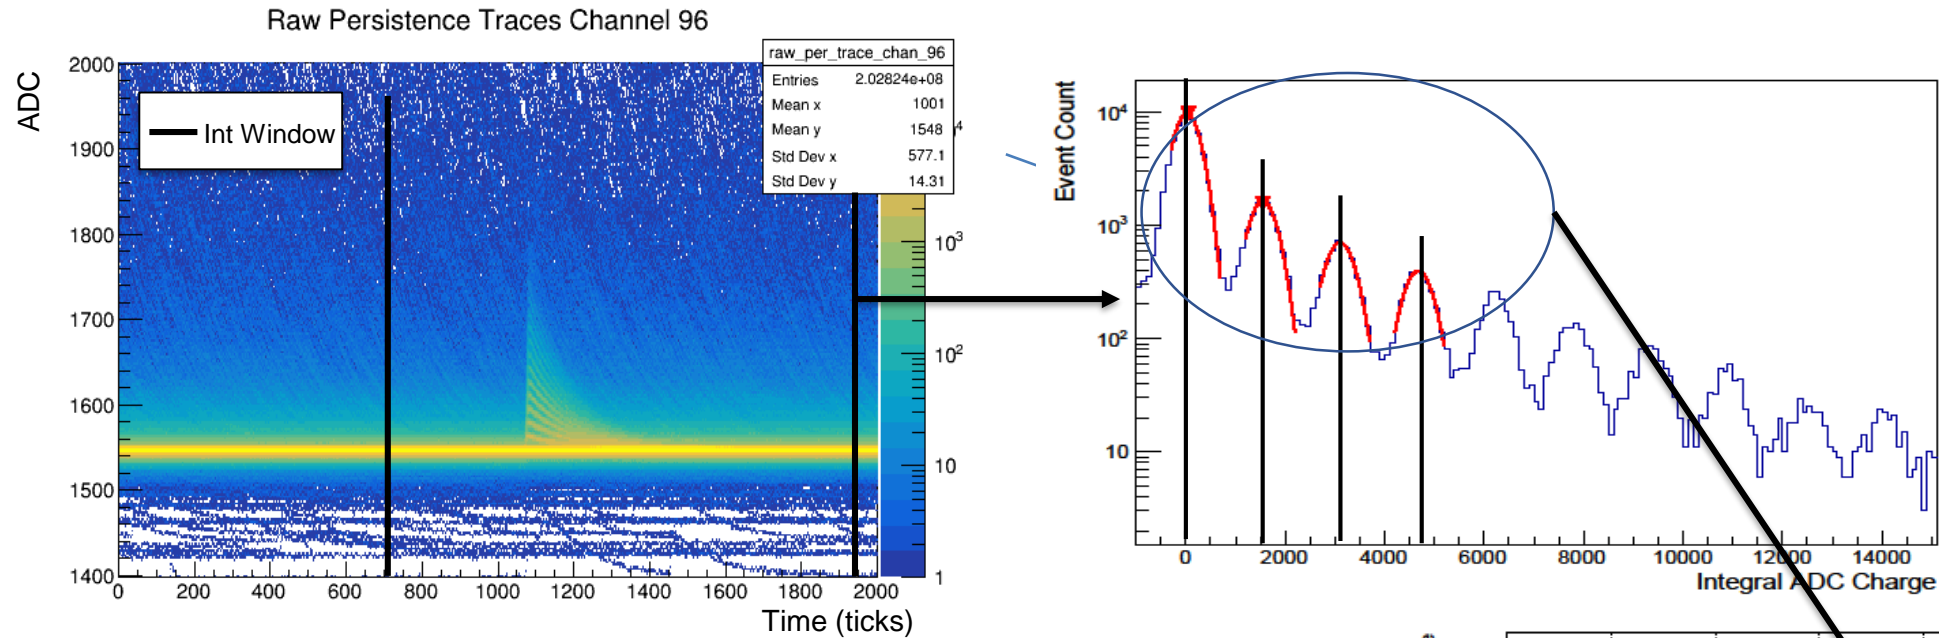 Raw Persistence Traces Channel 96
ADC
2000
1900
1800
1700
1600
1500
1400
Int Window
raw_per_trace_chan_96
Entries 2.02824e+08
Mean x 1001
Mean y 1548
Std Dev x 577.1
Std Dev y 14.31
4
10³
10²
10
1
0 200 400 600 800 1000 1200 1400 1600 1800 2000
Time (ticks)
Event Count
10⁴
10³
10²
10
0 2000 4000 6000 8000 10000 12000 14000
Integral ADC Charge